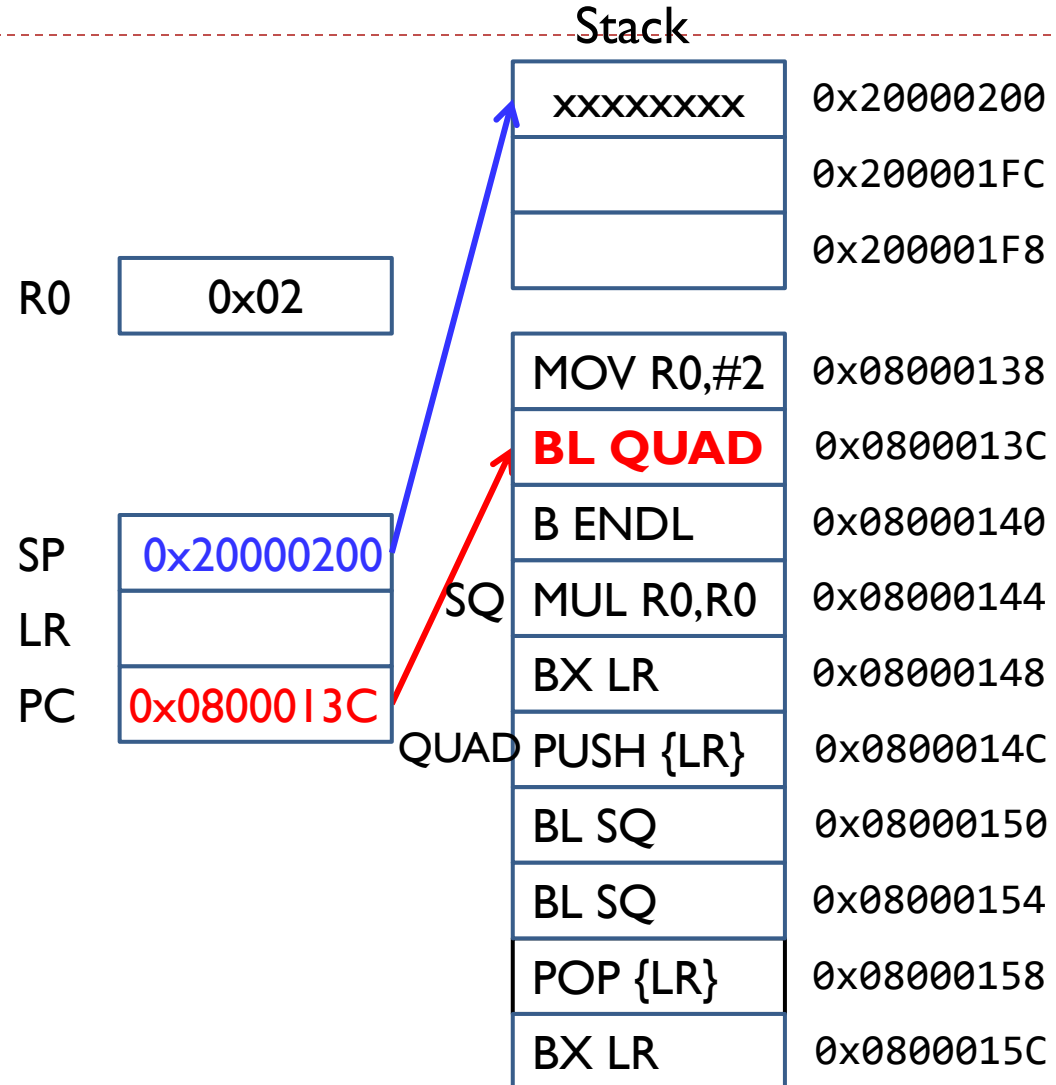 Stack
xxxxxxxx 0x20000200
0x200001FC
0x200001F8
R0 0x02
MOV R0,#2 0x08000138
BL QUAD 0x0800013C
B ENDL 0x08000140
SP 0x20000200
SQ MUL R0,R0 0x08000144
LR
BX LR 0x08000148
PC 0x0800013C
QUAD PUSH {LR} 0x0800014C
BL SQ 0x08000150
BL SQ 0x08000154
POP {LR} 0x08000158
BX LR 0x0800015C